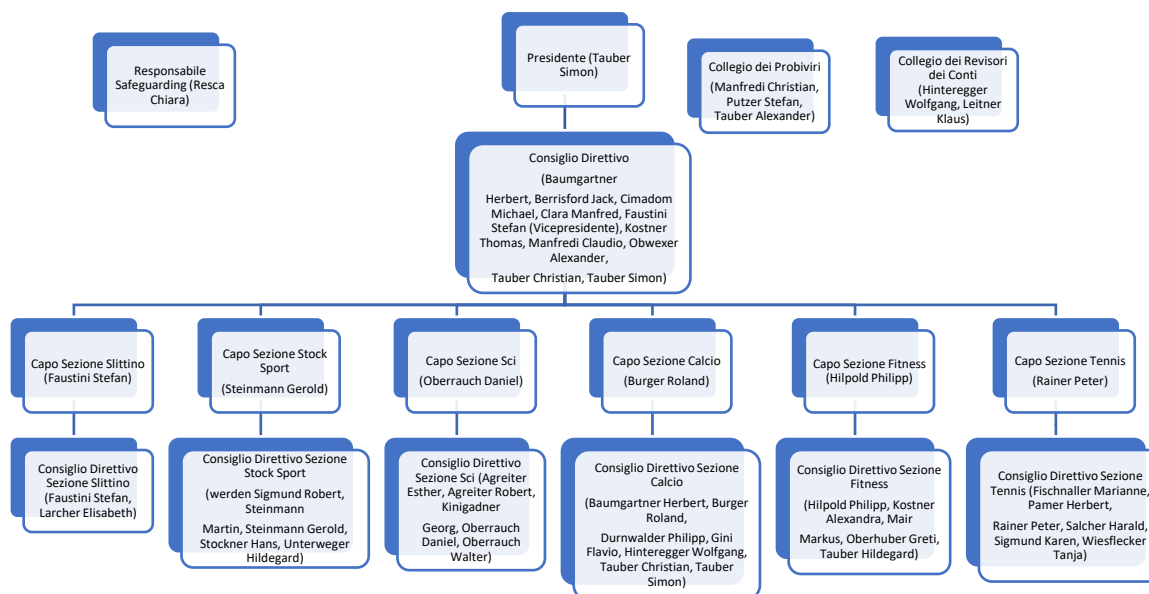 Responsabile
Safeguarding (Resca
Chiara)
Presidente (Tauber
Simon)
Collegio dei Probiviri
(Manfredi Christian,
Putzer Stefan,
Tauber Alexander)
Collegio dei Revisori
dei Conti
(Hinteregger
Wolfgang, Leitner
Klaus)
Consiglio Direttivo
(Baumgartner
Herbert, Berrisford Jack, Cimadom
Michael, Clara Manfred, Faustini
Stefan (Vicepresidente), Kostner
Thomas, Manfredi Claudio, Obwexer
Alexander,
Tauber Christian, Tauber Simon)
Capo Sezione Slittino
(Faustini Stefan)
Capo Sezione Stock
Sport
(Steinmann Gerold)
Capo Sezione Sci
(Oberrauch Daniel)
Capo Sezione Calcio
(Burger Roland)
Capo Sezione Fitness
(Hilpold Philipp)
Capo Sezione Tennis
(Rainer Peter)
Consiglio Direttivo
Sezione Slittino
(Faustini Stefan,
Larcher Elisabeth)
Consiglio Direttivo Sezione
Stock Sport
(werden Sigmund Robert,
Steinmann
Martin, Steinmann Gerold,
Stockner Hans, Unterweger
Hildegard)
Consiglio Direttivo
Sezione Sci (Agreiter
Esther, Agreiter Robert,
Kinigadner
Georg, Oberrauch
Daniel, Oberrauch
Walter)
Consiglio Direttivo Sezione
Calcio
(Baumgartner Herbert, Burger
Roland,
Durnwalder Philipp, Gini
Flavio, Hinteregger Wolfgang,
Tauber Christian, Tauber
Simon)
Consiglio Direttivo Sezione
Fitness
(Hilpold Philipp, Kostner
Alexandra, Mair
Markus, Oberhuber Greti,
Tauber Hildegard)
Consiglio Direttivo Sezione
Tennis (Fischnaller Marianne,
Pamer Herbert,
Rainer Peter, Salcher Harald,
Sigmund Karen, Wiesflecker
Tanja)